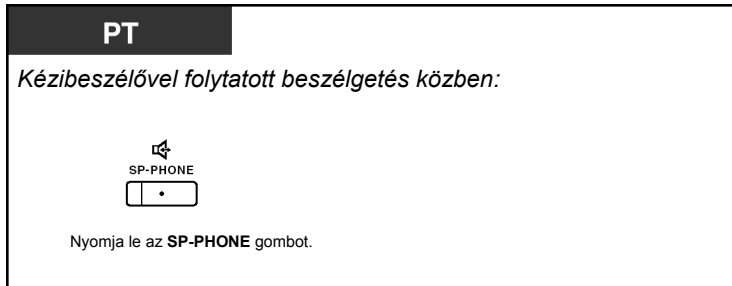 PT
Kézibeszélővel folytatott beszélgetés közben:
SP-PHONE
Nyomja le az SP-PHONE gombot.